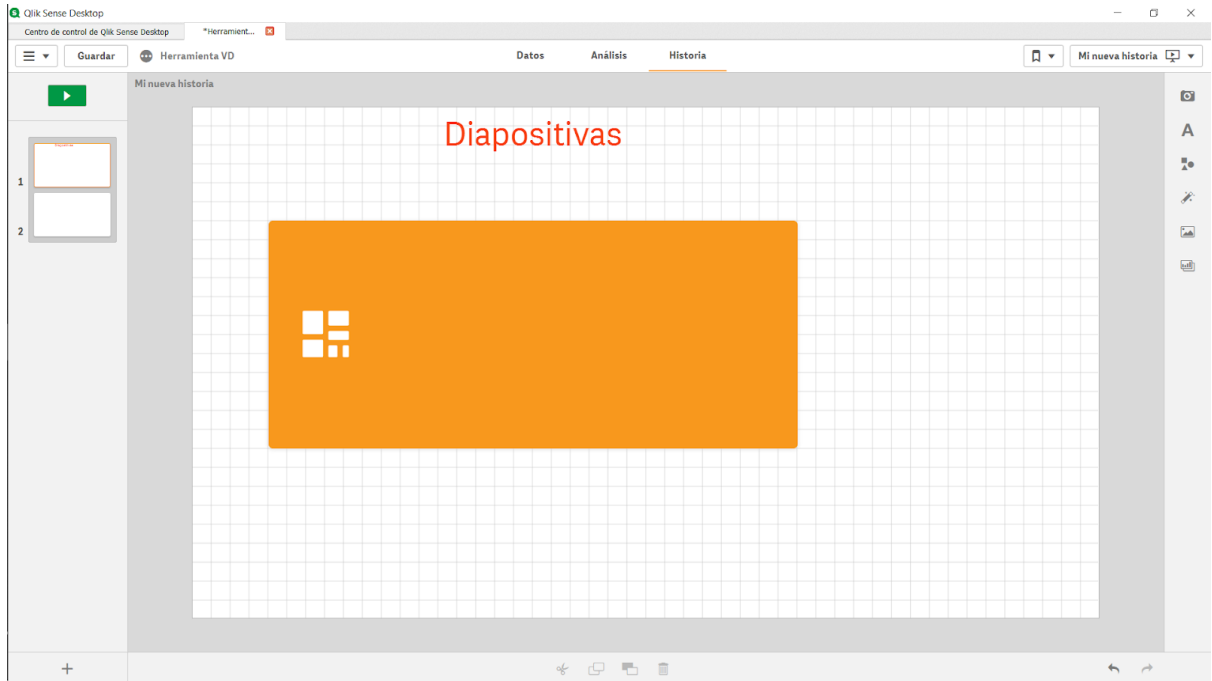 Qlik Sense Desktop
Centro de control de Qlik Sense Desktop
*Herramient...
Guardar
Herramienta VD
Datos
Análisis
Historia
Mi nueva historia
Mi nueva historia
Diapositivas
1
2
A